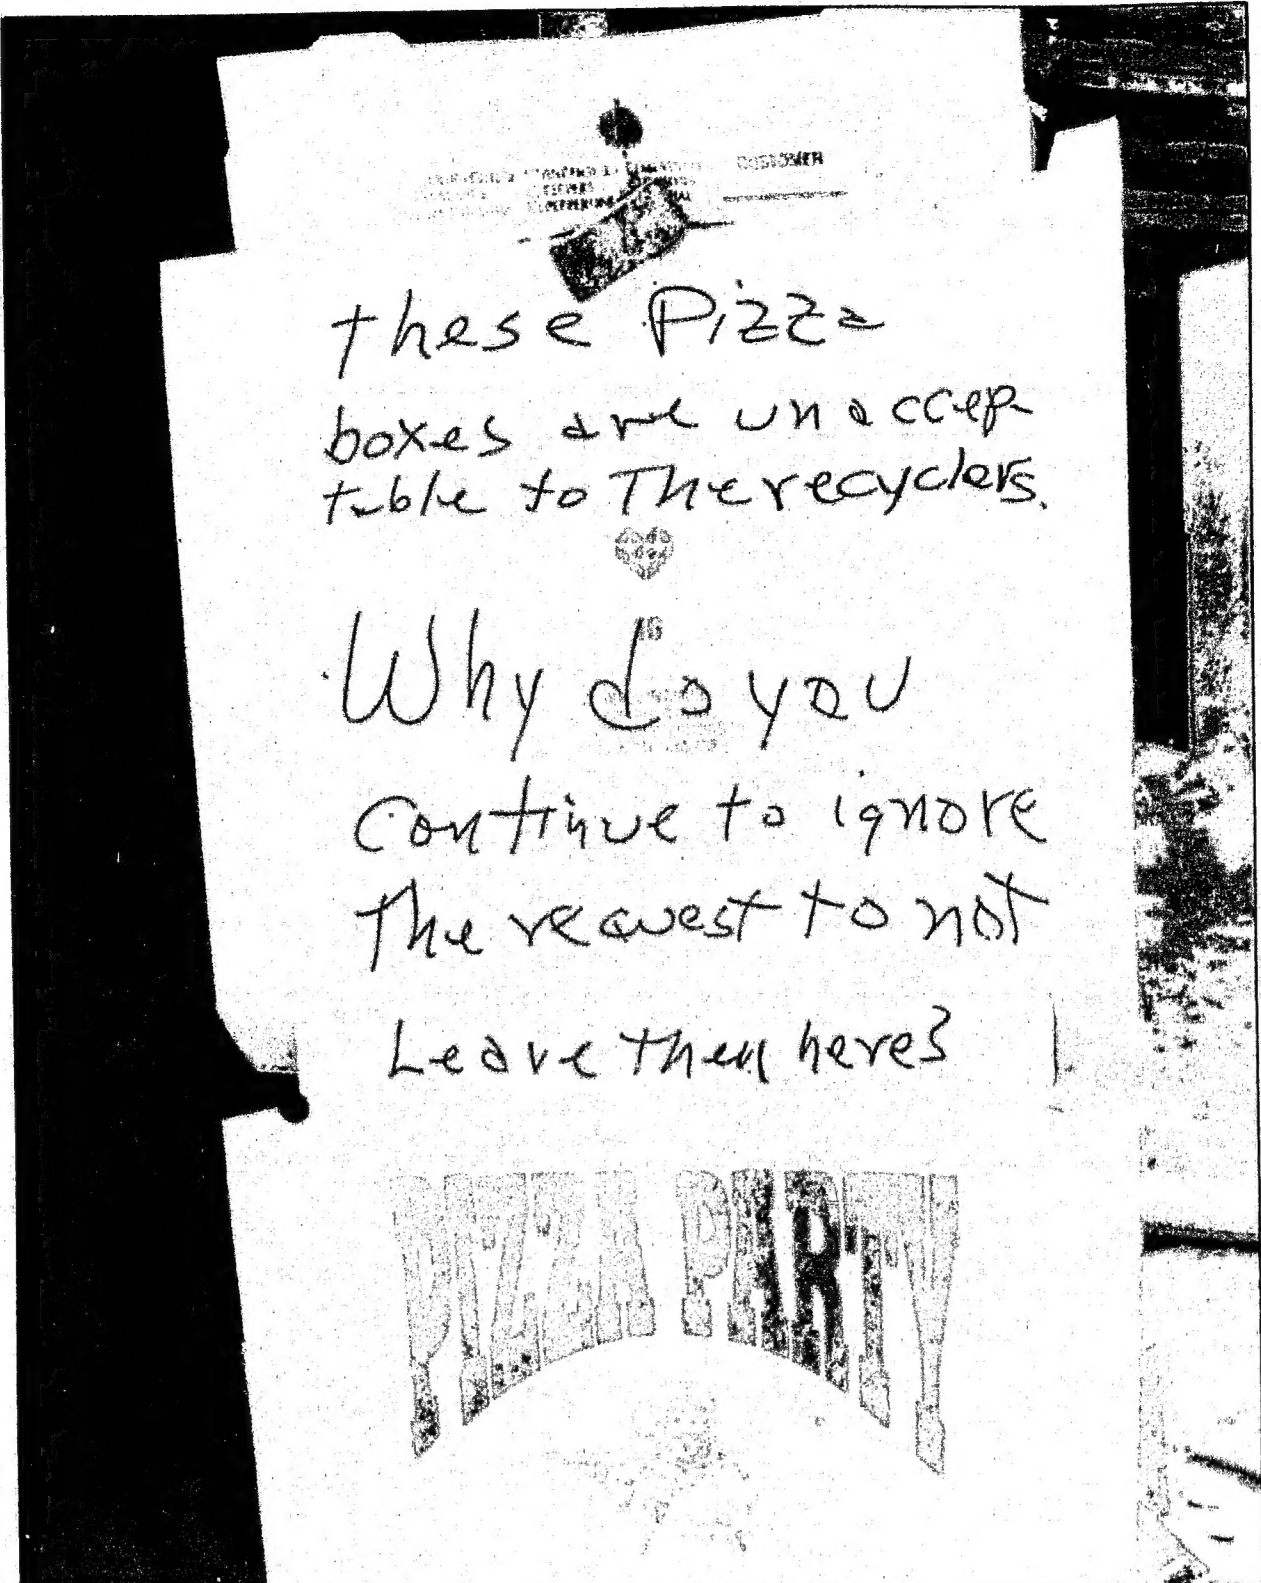 CUSTOMER
these Pizza
boxes are unaccep-
table to The recyclers.
Why do you
continue to ignore
The request to not
Leave them here?
PIZZA PARTY